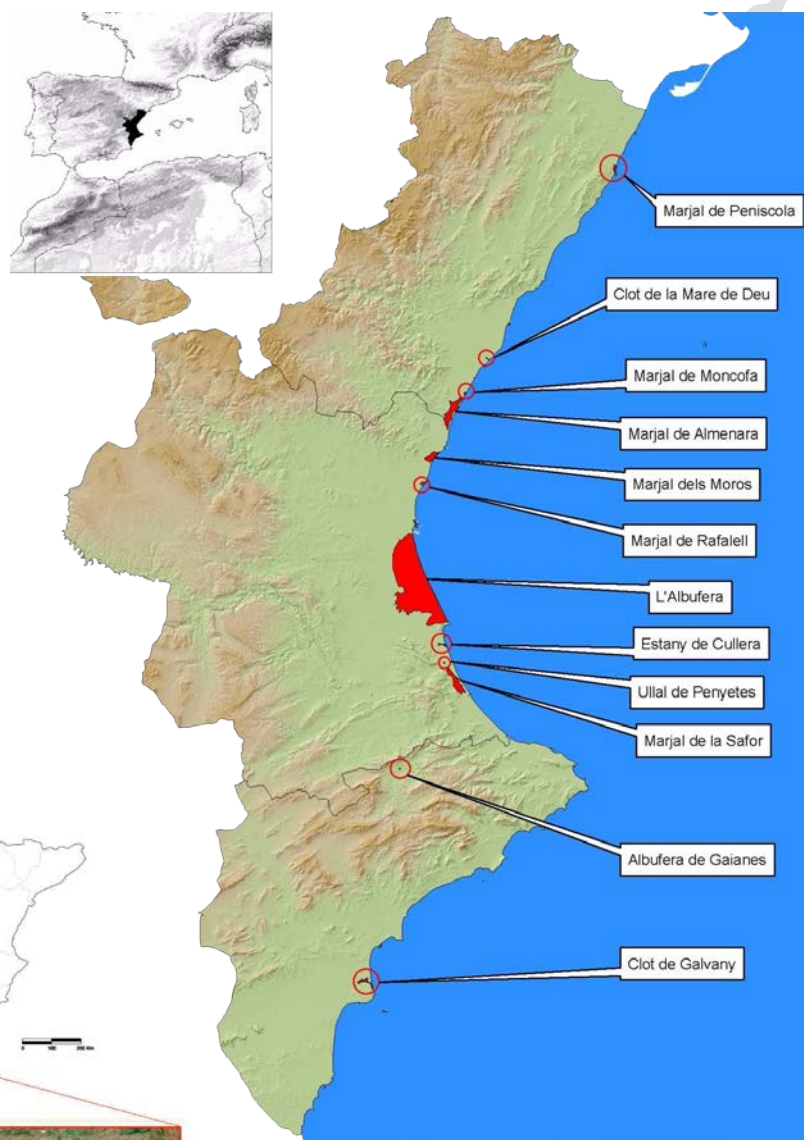 Marjal de Peniscola
Clot de la Mare de Deu
Marjal de Moncofa
Marjal de Almenara
Marjal dels Moros
Marjal de Rafalell
L'Albufera
Estany de Cullera
Ullal de Penyetes
Marjal de la Safor
Albufera de Gaianes
Clot de Galvany